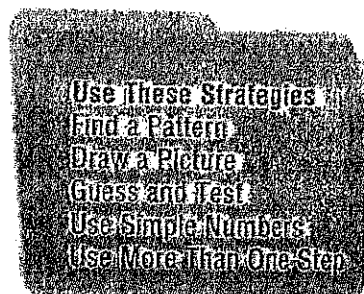 Use These Strategies
Find a Pattern
Draw a Picture
Guess and Test
Use Simple Numbers
Use More Than One Step